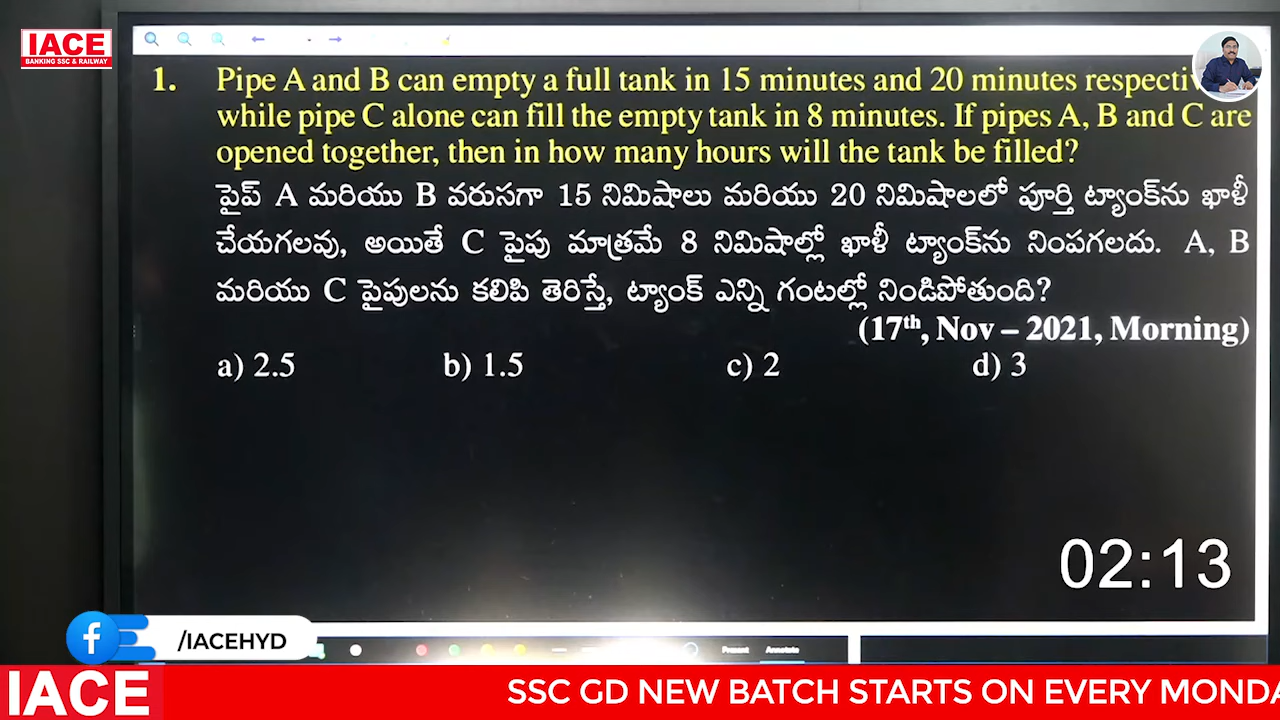 IACE
BANKING SSC & RAILWAY
1. Pipe A and B can empty a full tank in 15 minutes and 20 minutes
while pipe C alone can fill the empty tank in 8 minutes. If pipes A, B and C are
opened together, then in how many hours will the tank be filled?
పైప్ A మరియు B వరుసగా 15 నిమిషాలు మరియు 20 నిమిషాలలో పూర్తి ట్యాంక్‌ను ఖాళీ
చేయగలవు, అయితే C పైపు మాత్రమే 8 నిమిషాల్లో ఖాళీ ట్యాంక్‌ను నింపగలదు. A, B
మరియు C పైపులను కలిపి తెరిస్తే, ట్యాంక్ ఎన్ని గంటల్లో నిండిపోతుంది?
(17th, Nov – 2021, Morning)
a) 2.5 b) 1.5 c) 2 d) 3
02:13
f /IACEHYD
Present Annotate
IACE SSC GD NEW BATCH STARTS ON EVERY